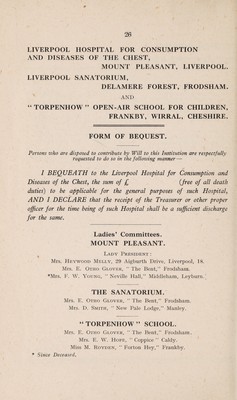 26
LIVERPOOL HOSPITAL FOR CONSUMPTION
AND DISEASES OF THE CHEST,
MOUNT PLEASANT, LIVERPOOL.
LIVERPOOL SANATORIUM,
DELAMERE FOREST, FRODSHAM.
AND
"TORPENHOW" OPEN-AIR SCHOOL FOR CHILDREN,
FRANKBY, WIRRAL, CHESHIRE.
FORM OF BEQUEST.
Persons who are disposed to contribute by Will to this Institution are respectfully
requested to do so in the following manner—
I BEQUEATH to the Liverpool Hospital for Consumption and
Diseases of the Chest, the sum of £ (free of all death
duties) to be applicable for the general purposes of such Hospital,
AND I DECLARE that the receipt of the Treasurer or other proper
officer for the time being of such Hospital shall be a sufficient discharge
for the same.
Ladies' Committees.
MOUNT PLEASANT.
LADY PRESIDENT:
MRS. HEYWOOD MELLY, 29 Aigburth Drive, Liverpool, 16.
MRS. E. OTHO GLOVER, "The Bent," Frodsham.
*MRS. F. W. YOUNG, "Neville Hall," Middleham, Leyburn.
THE SANATORIUM.
MRS. E. OTHO GLOVER, "The Bent," Frodsham.
MRS. D. SMITH, "New Pale Lodge," Manley.
"TORPENHOW" SCHOOL.
MRS. E. OTHO GLOVER, "The Bent," Frodsham.
MRS. E. W. HOPE, "Coppice" Caldy.
MISS M. ROYDEN, "Forton Hey," Frankby.
* Since Deceased.